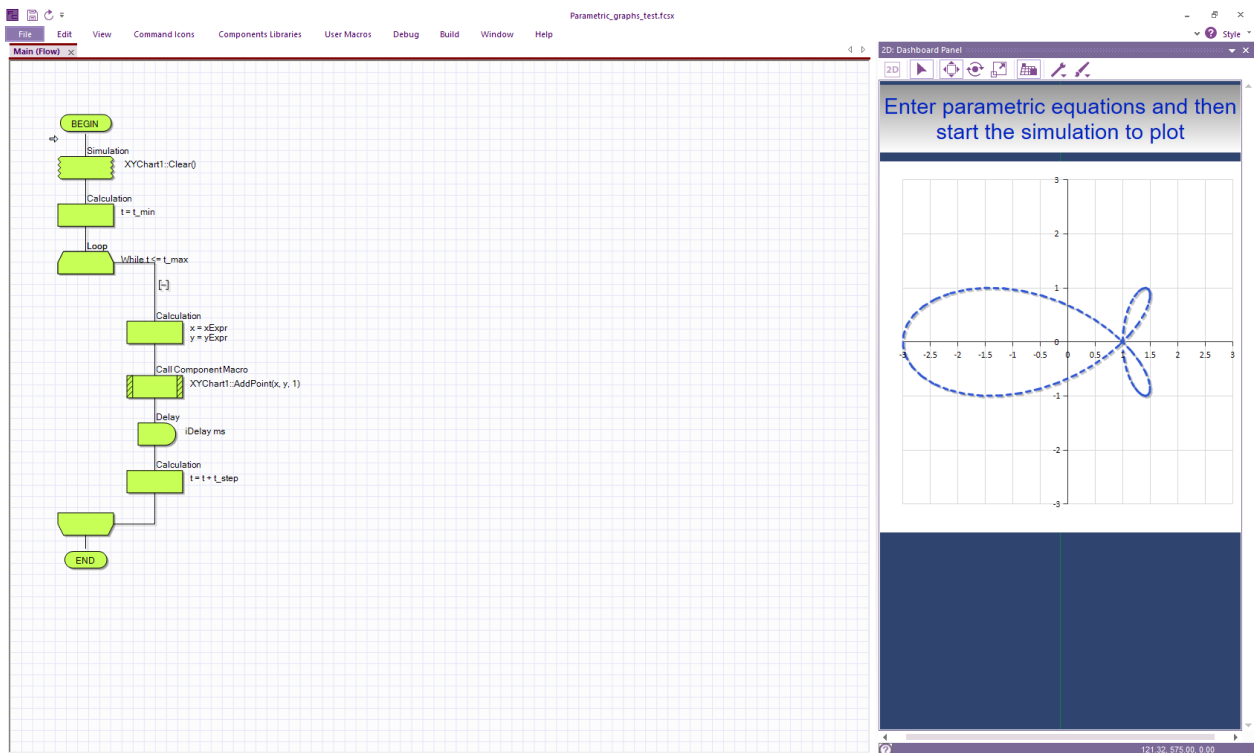 Parametric_graphs_test.fcsx
File Edit View Command Icons Components Libraries User Macros Debug Build Window Help
Style
Main (Flow)
BEGIN
Simulation
XYChart1::Clear()
Calculation
t = t_min
Loop
While t <= t_max
[-]
Calculation
x = xExpr
y = yExpr
Call Component Macro
XYChart1::AddPoint(x, y, 1)
Delay
iDelay ms
Calculation
t = t + t_step
END
2D: Dashboard Panel
2D
Enter parametric equations and then
start the simulation to plot
3
2
1
0
-3 -2.5 -2 -1.5 -1 -0.5 0 0.5 1 1.5 2 2.5 3
-1
-2
-3
121.32, 575.00, 0.00